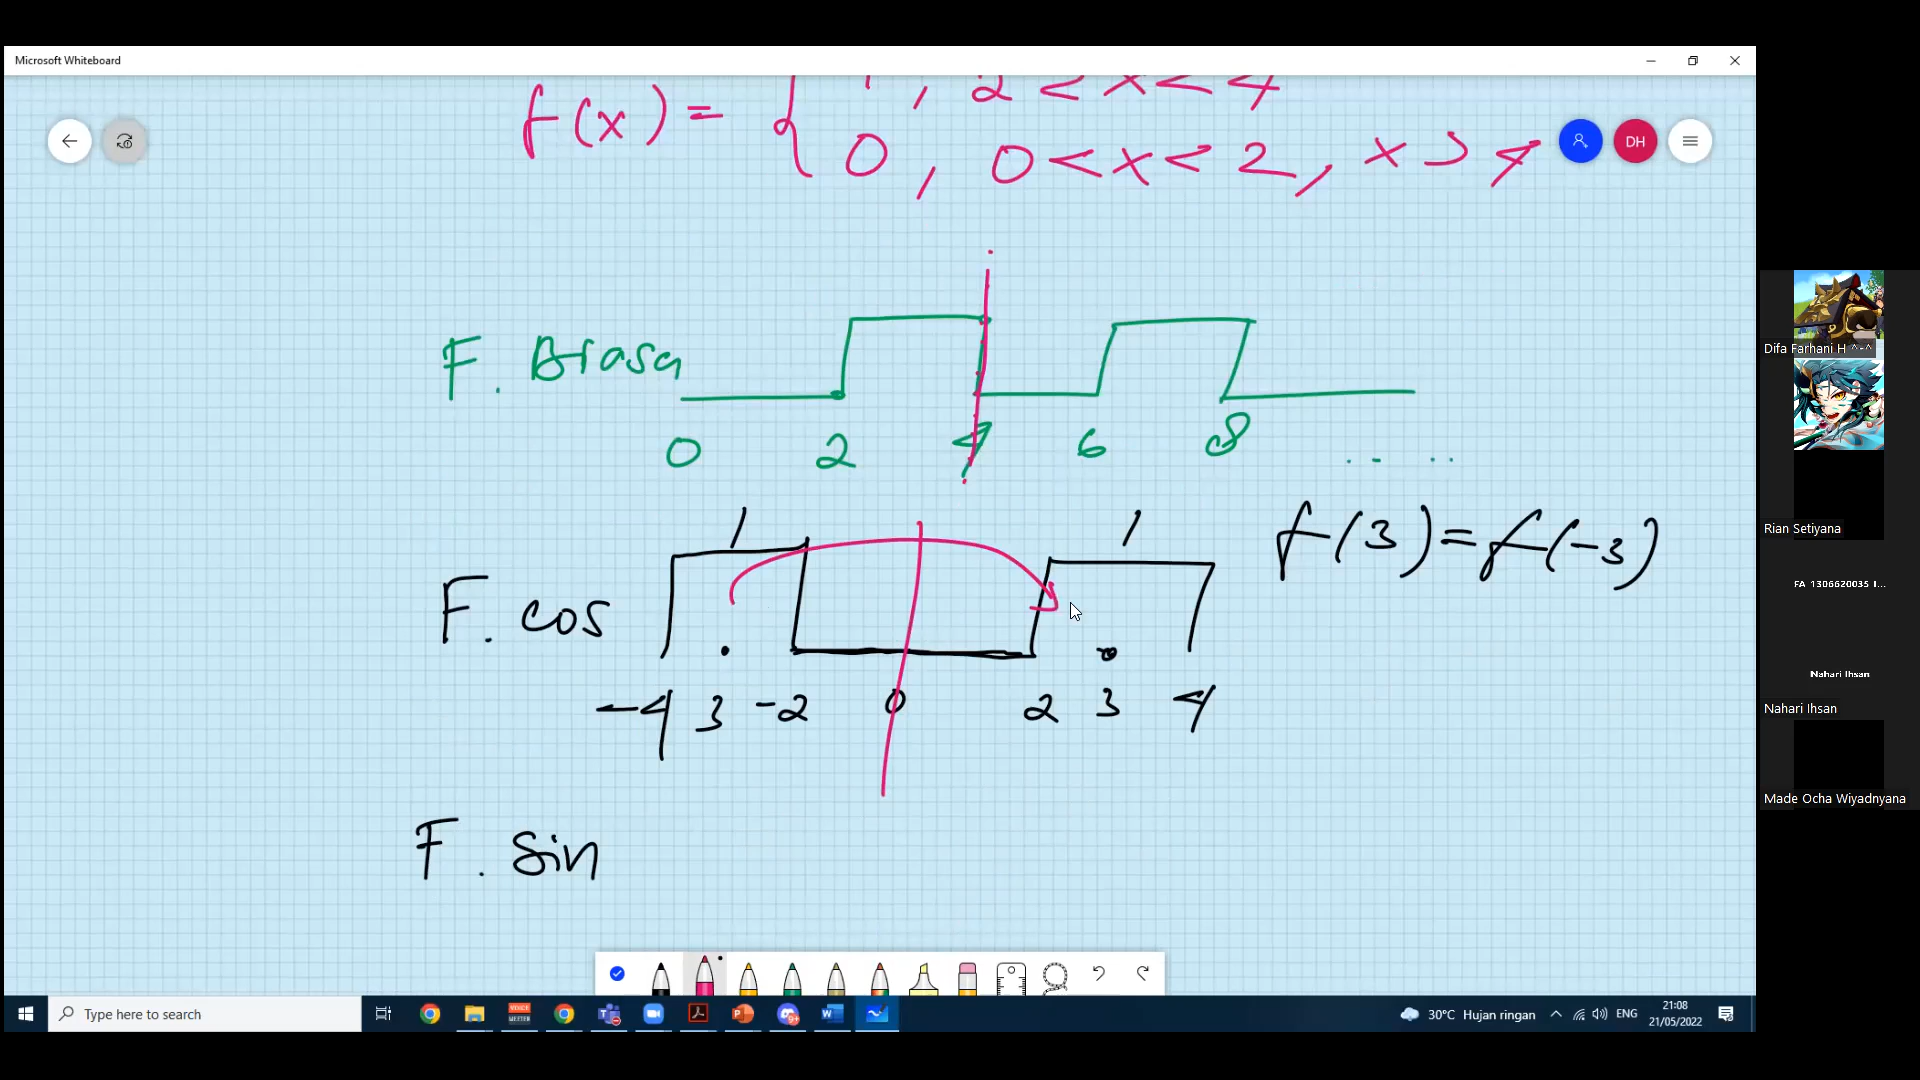 Microsoft Whiteboard
f(x) = { 1 , 2 < x < 4
0 , 0 < x < 2 , x > 4
DH
F. Biasa
0 2 4 6 8 .. ..
1 1 f(3) = f(-3)
F. cos
-4 3 -2 0 2 3 4
F. Sin
Difa Farhani H ^-^
Rian Setiyana
FA 1306620035 I...
Nahari Ihsan
Nahari Ihsan
Made Ocha Wiyadnyana
Type here to search
30°C Hujan ringan
ENG
21:08
21/05/2022